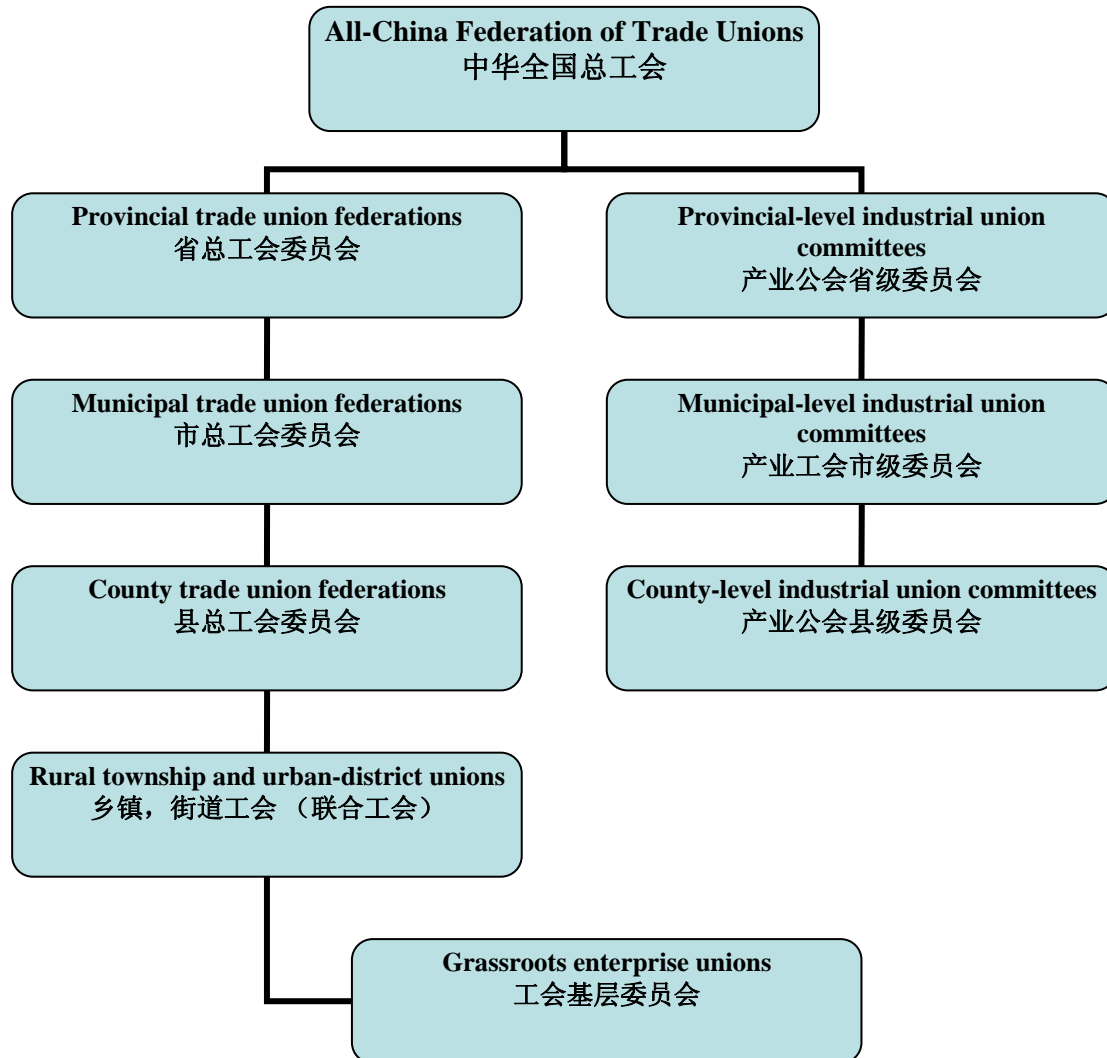 All-China Federation of Trade Unions
中华全国总工会
Provincial trade union federations
省总工会委员会
Provincial-level industrial union
committees
产业公会省级委员会
Municipal trade union federations
市总工会委员会
Municipal-level industrial union
committees
产业工会市级委员会
County trade union federations
县总工会委员会
County-level industrial union committees
产业公会县级委员会
Rural township and urban-district unions
乡镇，街道工会 （联合工会）
Grassroots enterprise unions
工会基层委员会